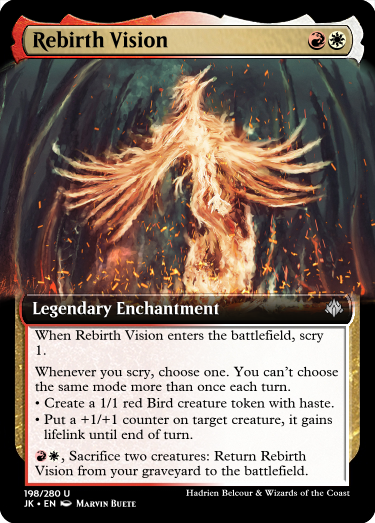 Rebirth Vision
Legendary Enchantment
When Rebirth Vision enters the battlefield, scry
1.
Whenever you scry, choose one. You can't choose
the same mode more than once each turn.
• Create a 1/1 red Bird creature token with haste.
• Put a +1/+1 counter on target creature, it gains
lifelink until end of turn.
, Sacrifice two creatures: Return Rebirth
Vision from your graveyard to the battlefield.
198/280 U
JK • EN Marvin Buete
Hadrien Belcour & Wizards of the Coast